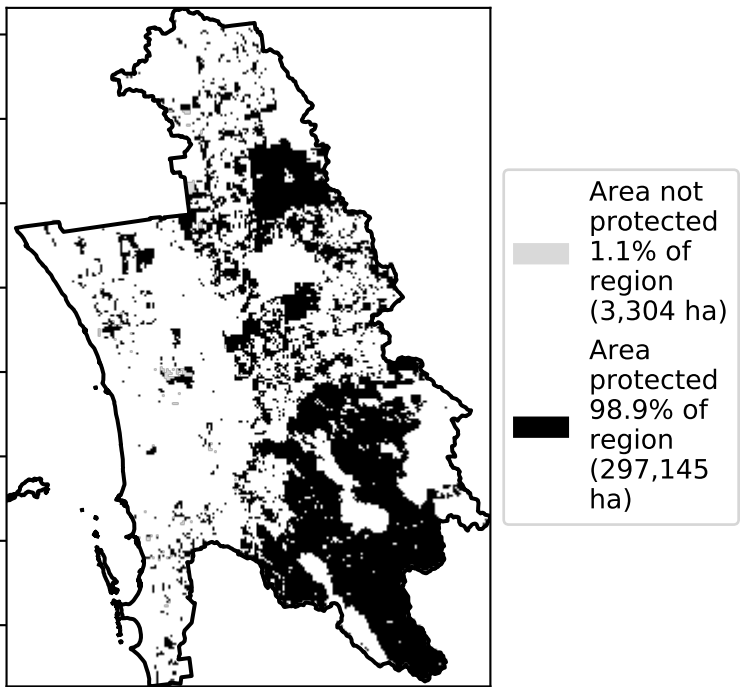 Area not
protected
1.1% of
region
(3,304 ha)
Area
protected
98.9% of
region
(297,145
ha)